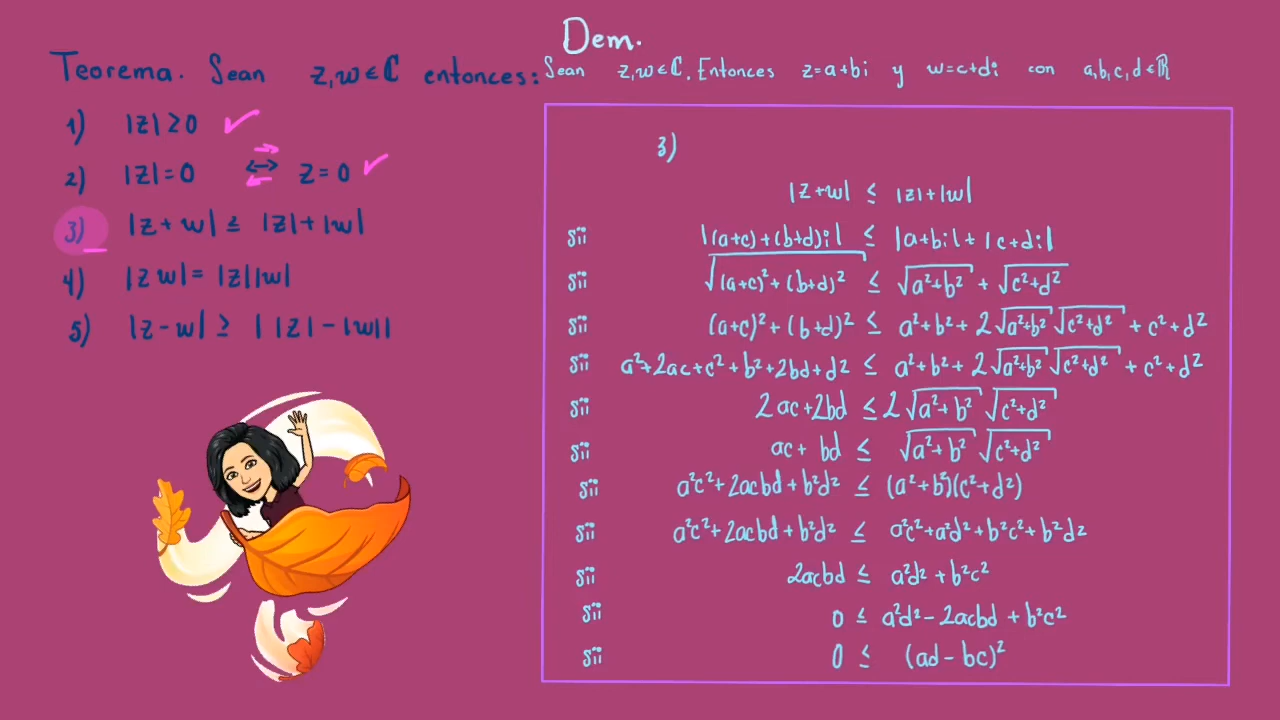 Teorema. Sean z,w∈ℂ entonces:
1) |z| ≥ 0
2) |z| = 0 ↔ z = 0
3) |z + w| ≤ |z| + |w|
4) |z w| = |z||w|
5) |z - w| ≥ | |z| - |w||
Dem.
Sean z,w∈ℂ. Entonces z=a+bi y w=c+di con a,b,c,d∈ℝ
3)
|z+w| ≤ |z|+|w|
sii |(a+c)+(b+d)i| ≤ |a+bi|+|c+di|
sii √((a+c)²+(b+d)²) ≤ √(a²+b²) + √(c²+d²)
sii (a+c)²+(b+d)² ≤ a²+b²+2√(a²+b²)√(c²+d²)+c²+d²
sii a²+2ac+c²+b²+2bd+d² ≤ a²+b²+2√(a²+b²)√(c²+d²)+c²+d²
sii 2ac+2bd ≤ 2√(a²+b²)√(c²+d²)
sii ac+bd ≤ √(a²+b²)√(c²+d²)
sii a²c²+2acbd+b²d² ≤ (a²+b²)(c²+d²)
sii a²c²+2acbd+b²d² ≤ a²c²+a²d²+b²c²+b²d²
sii 2acbd ≤ a²d²+b²c²
sii 0 ≤ a²d²-2acbd+b²c²
sii 0 ≤ (ad-bc)²